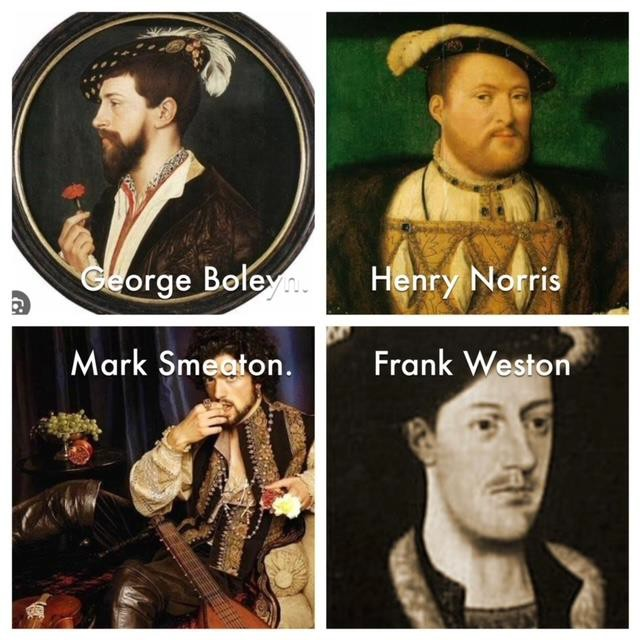 George Boleyn.
Henry Norris
Mark Smeaton.
Frank Weston